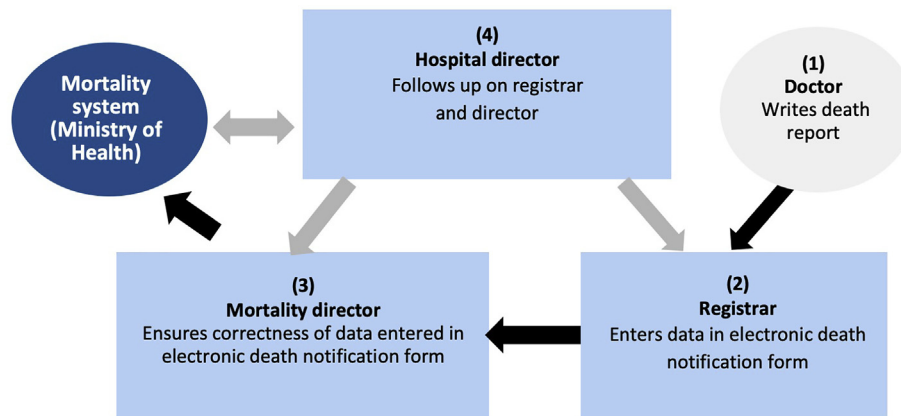 Mortality
system
(Ministry of
Health)
(4)
Hospital director
Follows up on registrar
and director
(1)
Doctor
Writes death
report
(3)
Mortality director
Ensures correctness of data entered in
electronic death notification form
(2)
Registrar
Enters data in electronic death
notification form